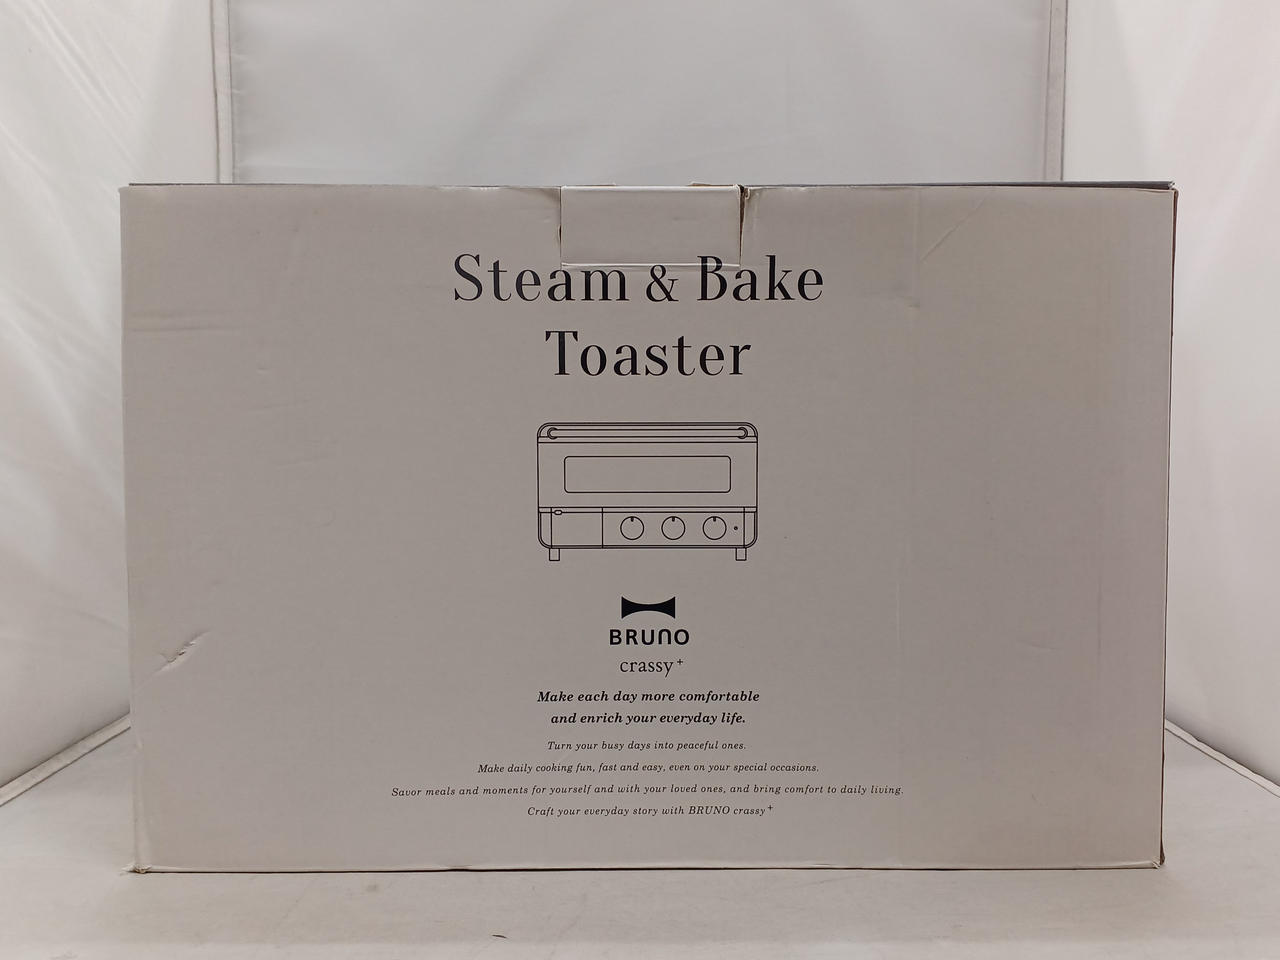 Steam & Bake
Toaster
BRUNO
crassy+
Make each day more comfortable
and enrich your everyday life.
Turn your busy days into peaceful ones.
Make daily cooking fun, fast and easy, even on your special occasions.
Savor meals and moments for yourself and with your loved ones, and bring comfort to daily living.
Craft your everyday story with BRUNO crassy+